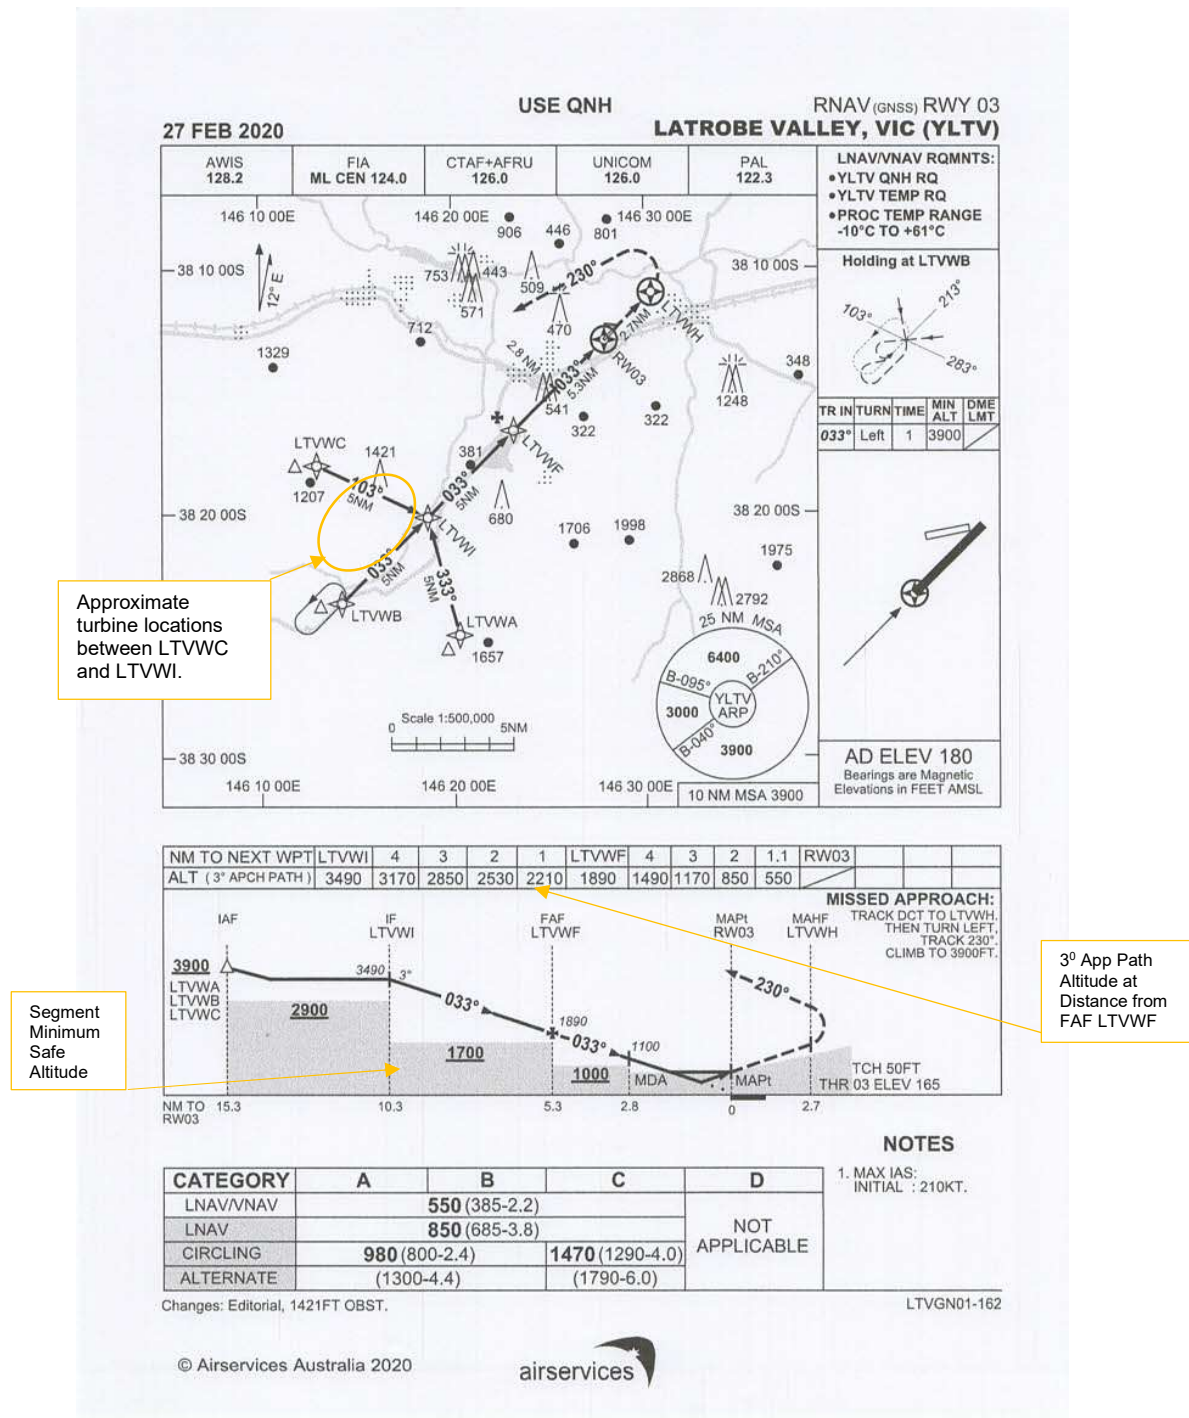 USE QNH
RNAV (GNSS) RWY 03
27 FEB 2020
LATROBE VALLEY, VIC (YLTV)
AWIS
128.2
FIA
ML CEN 124.0
CTAF+AFRU
126.0
UNICOM
126.0
PAL
122.3
LNAV/VNAV RQMNTS:
•YLTV QNH RQ
•YLTV TEMP RQ
•PROC TEMP RANGE
-10°C TO +61°C
146 10 00E
146 20 00E
146 30 00E
906
446
801
38 10 00S
38 10 00S
12° E
753
443
509
571
470
230°
LTVWH
2.7NM
RW03
712
1329
2.8 NM
033°
5.3NM
541
322
322
348
1248
Holding at LTVWB
103°
213°
283°
TR IN
TURN
TIME
MIN ALT
DME LMT
033°
Left
1
3900
LTVWC
1421
1207
103°
5NM
381
LTVWF
033°
5NM
680
38 20 00S
38 20 00S
LTVWI
1706
1998
1975
033°
5NM
333°
5NM
LTVWB
LTVWA
1657
2868
2792
Approximate
turbine locations
between LTVWC
and LTVWI.
25 NM MSA
6400
B-095°
B-210°
YLTV
ARP
3000
B-040°
3900
10 NM MSA 3900
Scale 1:500,000
0
5NM
38 30 00S
146 10 00E
146 20 00E
146 30 00E
AD ELEV 180
Bearings are Magnetic
Elevations in FEET AMSL
NM TO NEXT WPT LTVWI 4 3 2 1 LTVWF 4 3 2 1.1 RW03
ALT (3° APCH PATH) 3490 3170 2850 2530 2210 1890 1490 1170 850 550
MISSED APPROACH:
TRACK DCT TO LTVWH.
THEN TURN LEFT,
TRACK 230°.
CLIMB TO 3900FT.
IAF
IF
LTVWI
FAF
LTVWF
MAPt
RW03
MAHF
LTVWH
3900
LTVWA
LTVWB
LTVWC
3490
3°
033°
2900
1700
1890
033°
1000
1100
MDA
MAPt
230°
TCH 50FT
THR 03 ELEV 165
NM TO
RW03
15.3
10.3
5.3
2.8
0
2.7
Segment
Minimum
Safe
Altitude
3⁰ App Path
Altitude at
Distance from
FAF LTVWF
NOTES
1. MAX IAS:
INITIAL : 210KT.
CATEGORY A B C D
LNAV/VNAV 550 (385-2.2)
LNAV 850 (685-3.8)
NOT
APPLICABLE
CIRCLING 980 (800-2.4) 1470 (1290-4.0)
ALTERNATE (1300-4.4) (1790-6.0)
Changes: Editorial, 1421FT OBST.
LTVGN01-162
© Airservices Australia 2020
airservices